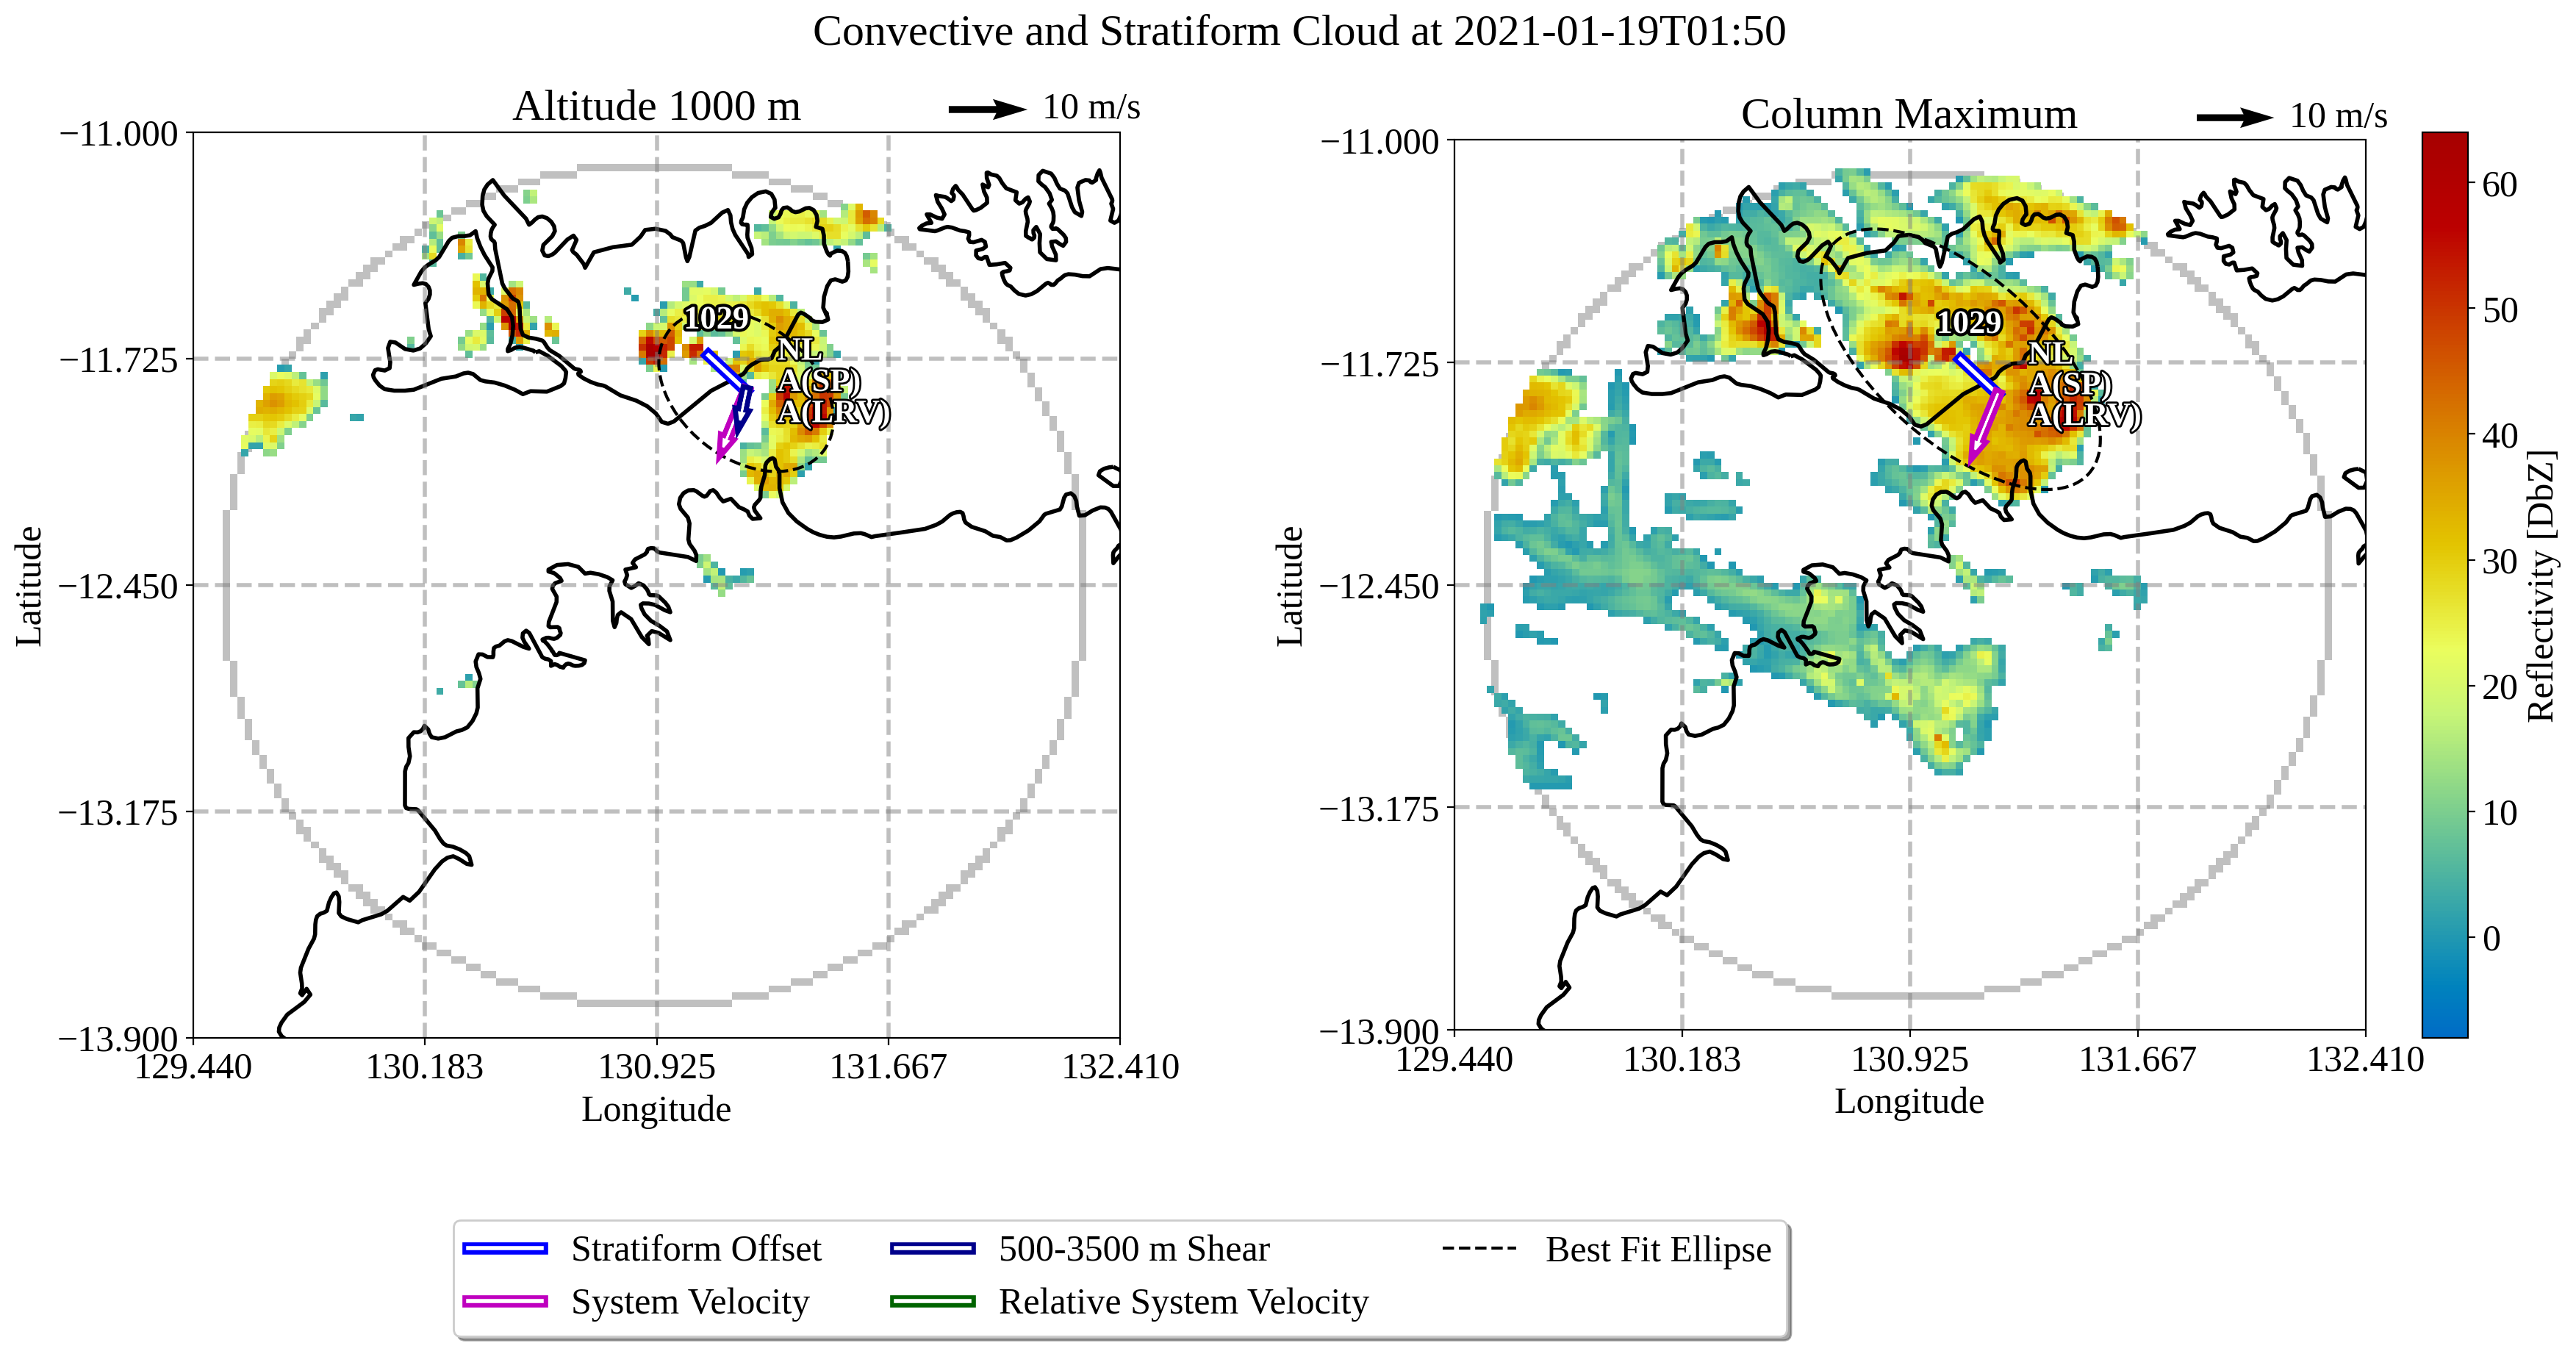 Convective and Stratiform Cloud at 2021-01-19T01:50
Altitude 1000 m
10 m/s
−11.000
−11.725
−12.450
−13.175
−13.900
129.440
130.183
130.925
131.667
132.410
Latitude
Longitude
1029
NL
A(SP)
A(LRV)
Column Maximum
10 m/s
−11.000
−11.725
−12.450
−13.175
−13.900
129.440
130.183
130.925
131.667
132.410
Latitude
Longitude
1029
NL
A(SP)
A(LRV)
60
50
40
30
20
10
0
Reflectivity [DbZ]
Stratiform Offset
System Velocity
500-3500 m Shear
Relative System Velocity
Best Fit Ellipse